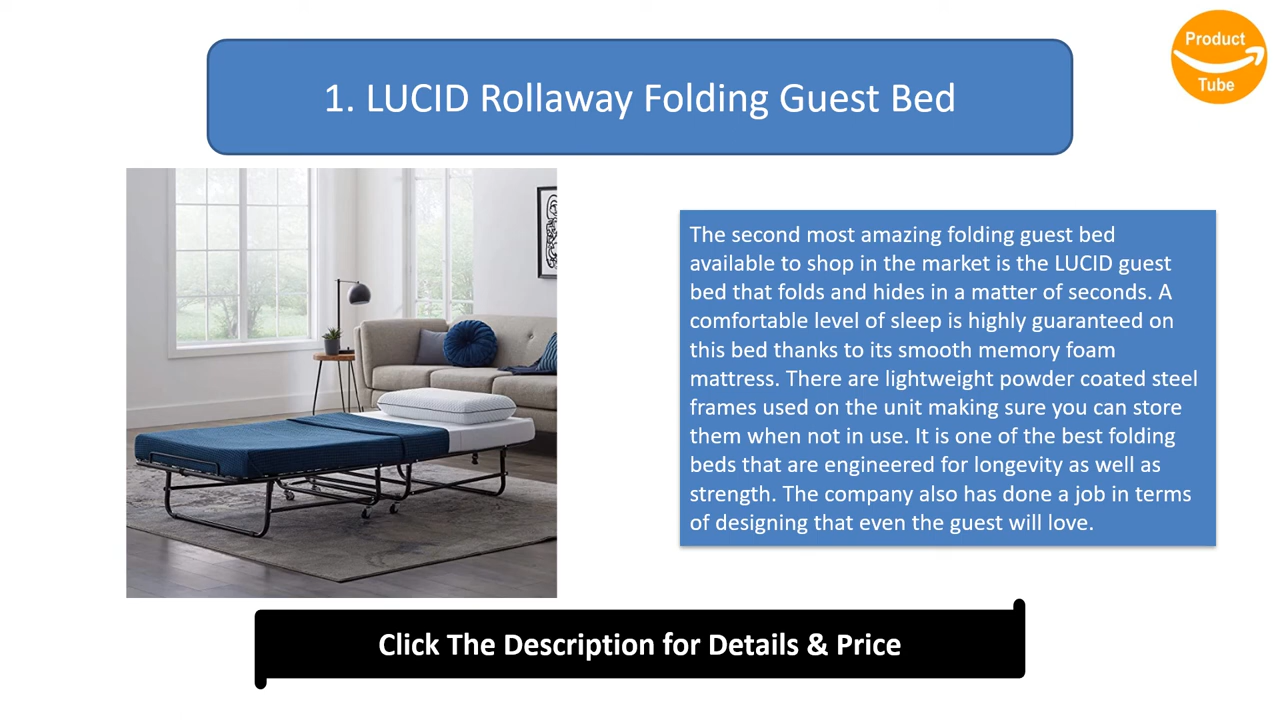 Product
Tube
1. LUCID Rollaway Folding Guest Bed
The second most amazing folding guest bed
available to shop in the market is the LUCID guest
bed that folds and hides in a matter of seconds. A
comfortable level of sleep is highly guaranteed on
this bed thanks to its smooth memory foam
mattress. There are lightweight powder coated steel
frames used on the unit making sure you can store
them when not in use. It is one of the best folding
beds that are engineered for longevity as well as
strength. The company also has done a job in terms
of designing that even the guest will love.
Click The Description for Details & Price